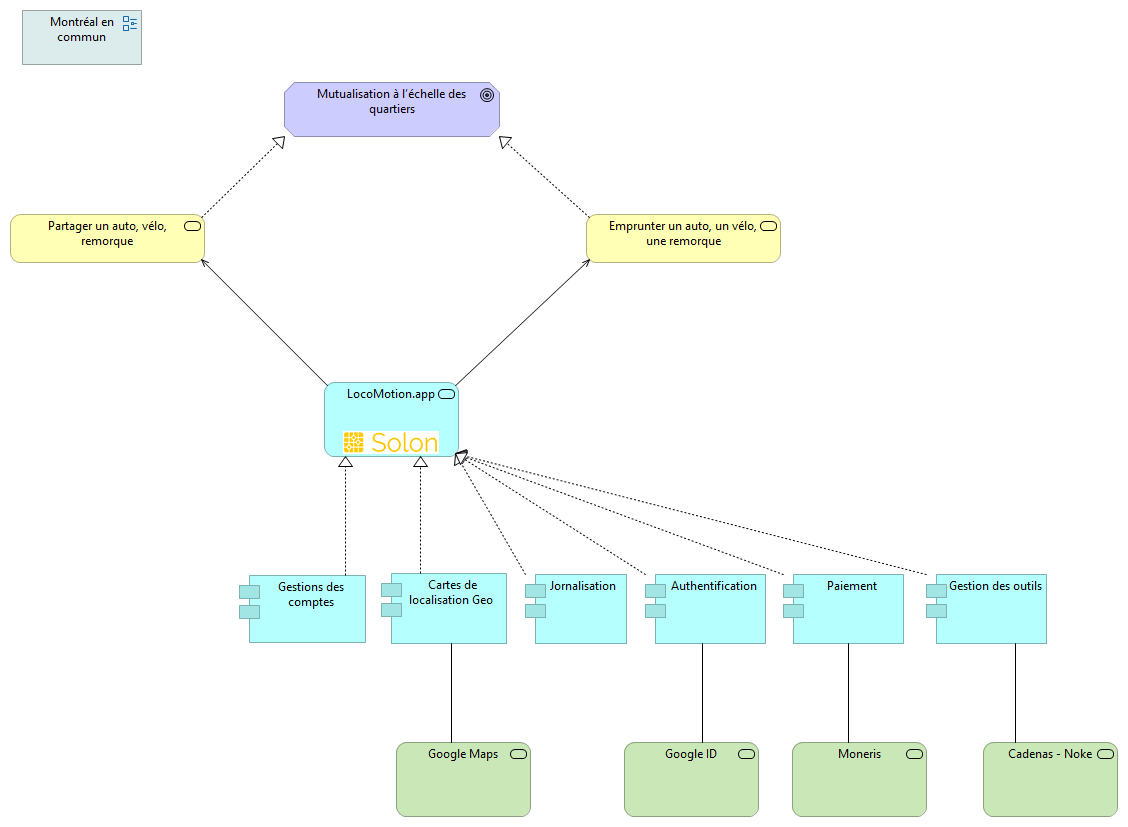 Montréal en
commun
Mutualisation à l'échelle des
quartiers
Partager un auto, vélo,
remorque
Emprunter un auto, un vélo,
une remorque
LocoMotion.app
Solon
Gestions des
comptes
Cartes de
localisation Geo
Jornalisation
Authentification
Paiement
Gestion des outils
Google Maps
Google ID
Moneris
Cadenas - Noke